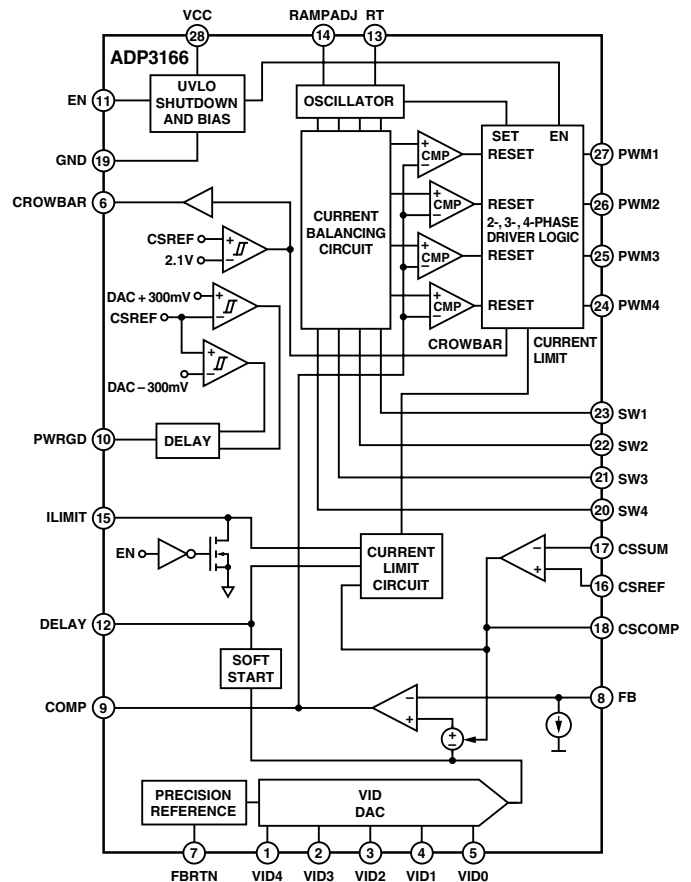 VCC
RAMPADJ RT
28
14
13
ADP3166
EN
11
UVLO
SHUTDOWN
AND BIAS
OSCILLATOR
SET EN
GND
19
CROWBAR
6
CURRENT
BALANCING
CIRCUIT
+
–
CMP
+
–
CMP
+
–
CMP
+
–
CMP
RESET
RESET
2-, 3-, 4-PHASE
DRIVER LOGIC
RESET
RESET
27
PWM1
26
PWM2
25
PWM3
24
PWM4
CSREF
2.1V
+
–
DAC + 300mV
CSREF
+
–
+
–
DAC – 300mV
CROWBAR
CURRENT
LIMIT
PWRGD
10
DELAY
23
SW1
22
SW2
21
SW3
20
SW4
ILIMIT
15
EN
CURRENT
LIMIT
CIRCUIT
–
+
17
CSSUM
16
CSREF
18
CSCOMP
DELAY
12
SOFT
START
COMP
9
–
+
+
–
8
FB
PRECISION
REFERENCE
VID
DAC
7
1
2
3
4
5
FBRTN
VID4
VID3
VID2
VID1
VID0